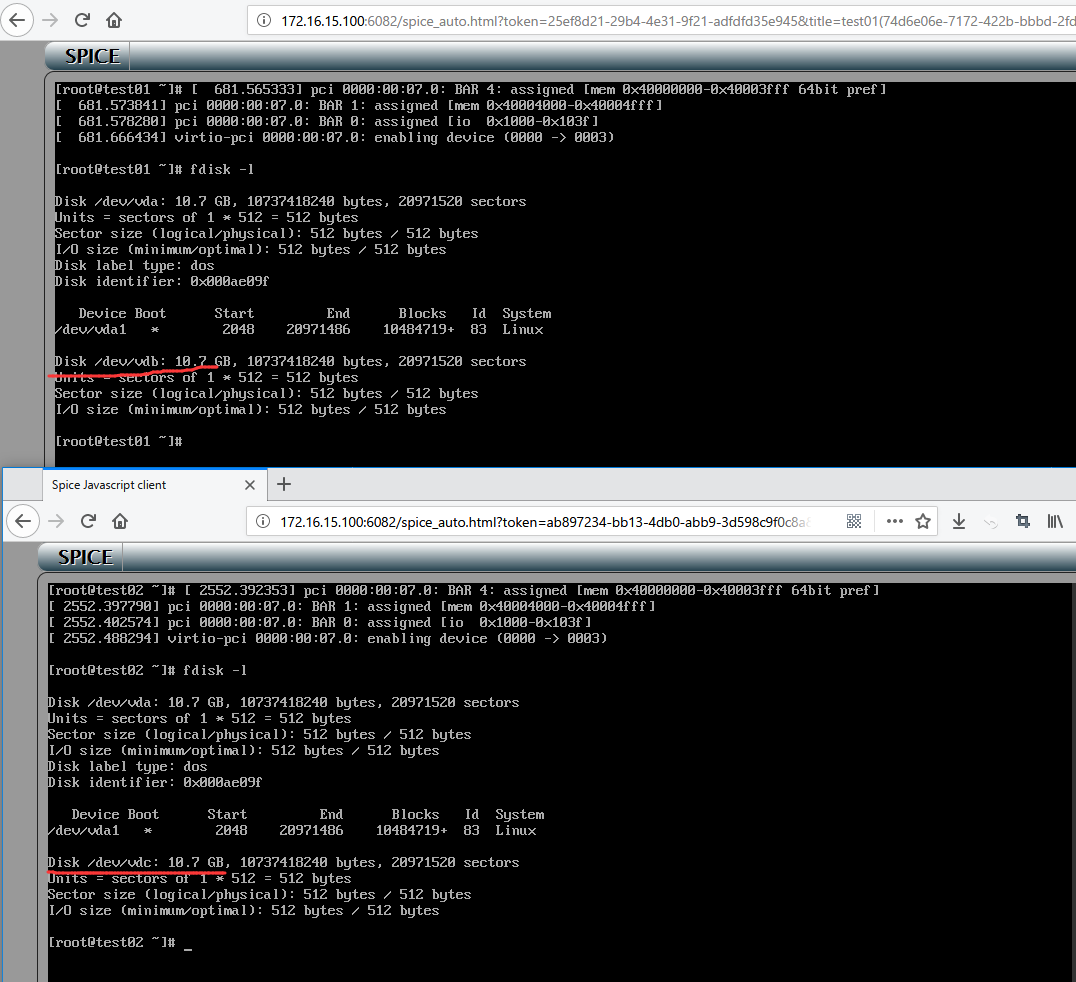 172.16.15.100:6082/spice_auto.html?token=25ef8d21-29b4-4e31-9f21-adfdfd35e945&title=test01(74d6e06e-7172-422b-bbbd-2fd
SPICE
[root@test01 ~]# [  681.565333] pci 0000:00:07.0: BAR 4: assigned [mem 0x40000000-0x40003fff 64bit pref]
[  681.573841] pci 0000:00:07.0: BAR 1: assigned [mem 0x40004000-0x40004fff]
[  681.578280] pci 0000:00:07.0: BAR 0: assigned [io  0x1000-0x103f]
[  681.666434] virtio-pci 0000:00:07.0: enabling device (0000 -> 0003)
[root@test01 ~]# fdisk -l
Disk /dev/vda: 10.7 GB, 10737418240 bytes, 20971520 sectors
Units = sectors of 1 * 512 = 512 bytes
Sector size (logical/physical): 512 bytes / 512 bytes
I/O size (minimum/optimal): 512 bytes / 512 bytes
Disk label type: dos
Disk identifier: 0x000ae09f
Device Boot      Start         End      Blocks   Id  System
/dev/vda1   *        2048    20971486    10484719+  83  Linux
Disk /dev/vdb: 10.7 GB, 10737418240 bytes, 20971520 sectors
Units = sectors of 1 * 512 = 512 bytes
Sector size (logical/physical): 512 bytes / 512 bytes
I/O size (minimum/optimal): 512 bytes / 512 bytes
[root@test01 ~]#
Spice Javascript client
172.16.15.100:6082/spice_auto.html?token=ab897234-bb13-4db0-abb9-3d598c9f0c8a
SPICE
[root@test02 ~]# [ 2552.392353] pci 0000:00:07.0: BAR 4: assigned [mem 0x40000000-0x40003fff 64bit pref]
[ 2552.397790] pci 0000:00:07.0: BAR 1: assigned [mem 0x40004000-0x40004fff]
[ 2552.402574] pci 0000:00:07.0: BAR 0: assigned [io  0x1000-0x103f]
[ 2552.488294] virtio-pci 0000:00:07.0: enabling device (0000 -> 0003)
[root@test02 ~]# fdisk -l
Disk /dev/vda: 10.7 GB, 10737418240 bytes, 20971520 sectors
Units = sectors of 1 * 512 = 512 bytes
Sector size (logical/physical): 512 bytes / 512 bytes
I/O size (minimum/optimal): 512 bytes / 512 bytes
Disk label type: dos
Disk identifier: 0x000ae09f
Device Boot      Start         End      Blocks   Id  System
/dev/vda1   *        2048    20971486    10484719+  83  Linux
Disk /dev/vdc: 10.7 GB, 10737418240 bytes, 20971520 sectors
Units = sectors of 1 * 512 = 512 bytes
Sector size (logical/physical): 512 bytes / 512 bytes
I/O size (minimum/optimal): 512 bytes / 512 bytes
[root@test02 ~]# _